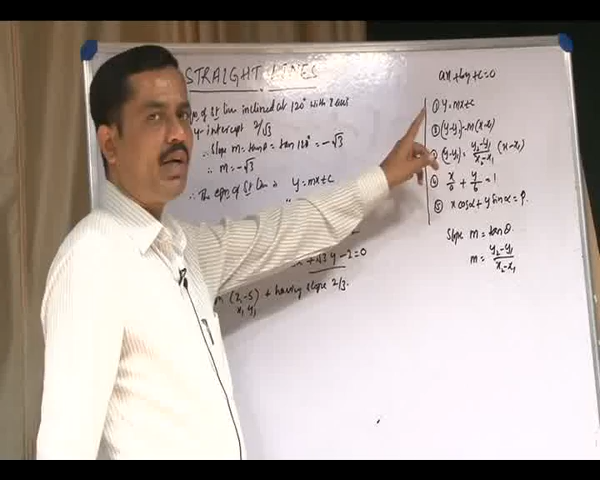 STRAIGHT LINES
Eqn of St line inclined at 120° with X axis
y-intercept 2/√3
∴ Slope m = tanθ = tan 120° = -√3
∴ m = -√3
∴ The eqn of St line is y = mx+c
x + √3 y - 2 = 0
(2, -5) + having slope 2/3.
x₁ y₁
ax + by + c = 0
① y = mx+c
② (y-y₁) = m(x-x₁)
(y-y₁) = y₂-y₁/x₂-x₁ (x-x₁)
④ x/a + y/b = 1
⑤ x cosα + y sinα = P.
Slope m = tanθ.
m = y₂-y₁/x₂-x₁